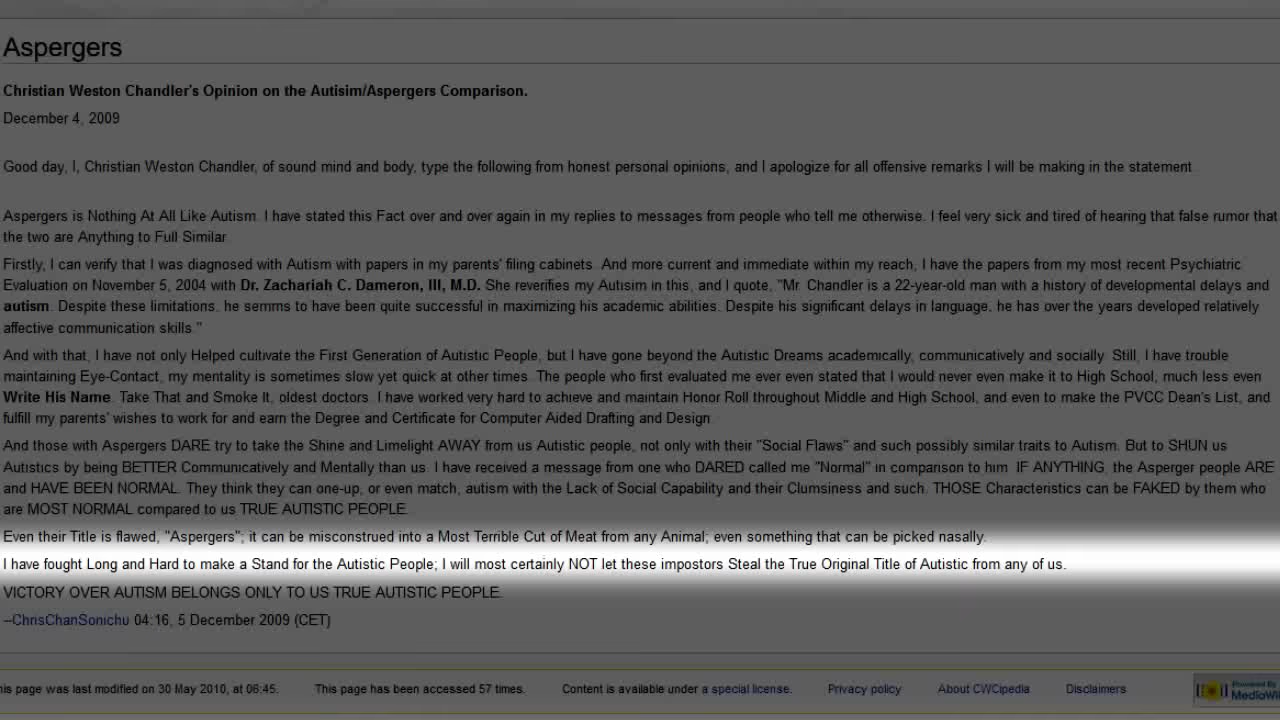 Aspergers
Christian Weston Chandler's Opinion on the Autisim/Aspergers Comparison.
December 4, 2009
Good day, I, Christian Weston Chandler, of sound mind and body, type the following from honest personal opinions, and I apologize for all offensive remarks I will be making in the statement.
Aspergers is Nothing At All Like Autism. I have stated this Fact over and over again in my replies to messages from people who tell me otherwise. I feel very sick and tired of hearing that false rumor that
the two are Anything to Full Similar.
Firstly, I can verify that I was diagnosed with Autism with papers in my parents' filing cabinets. And more current and immediate within my reach, I have the papers from my most recent Psychiatric
Evaluation on November 5, 2004 with Dr. Zachariah C. Dameron, III, M.D. She reverifies my Autisim in this, and I quote, "Mr. Chandler is a 22-year-old man with a history of developmental delays and
autism. Despite these limitations, he semms to have been quite successful in maximizing his academic abilities. Despite his significant delays in language, he has over the years developed relatively
affective communication skills."
And with that, I have not only Helped cultivate the First Generation of Autistic People, but I have gone beyond the Autistic Dreams academically, communicatively and socially. Still, I have trouble
maintaining Eye-Contact, my mentality is sometimes slow yet quick at other times. The people who first evaluated me ever even stated that I would never even make it to High School, much less even
Write His Name. Take That and Smoke It, oldest doctors. I have worked very hard to achieve and maintain Honor Roll throughout Middle and High School, and even to make the PVCC Dean's List, and
fulfill my parents' wishes to work for and earn the Degree and Certificate for Computer Aided Drafting and Design.
And those with Aspergers DARE try to take the Shine and Limelight AWAY from us Autistic people, not only with their "Social Flaws" and such possibly similar traits to Autism. But to SHUN us
Autistics by being BETTER Communicatively and Mentally than us. I have received a message from one who DARED called me "Normal" in comparison to him. IF ANYTHING, the Asperger people ARE
and HAVE BEEN NORMAL. They think they can one-up, or even match, autism with the Lack of Social Capability and their Clumsiness and such. THOSE Characteristics can be FAKED by them who
are MOST NORMAL compared to us TRUE AUTISTIC PEOPLE.
Even their Title is flawed, "Aspergers"; it can be misconstrued into a Most Terrible Cut of Meat from any Animal; even something that can be picked nasally.
I have fought Long and Hard to make a Stand for the Autistic People; I will most certainly NOT let these impostors Steal the True Original Title of Autistic from any of us.
VICTORY OVER AUTISM BELONGS ONLY TO US TRUE AUTISTIC PEOPLE.
--ChrisChanSonichu 04:16, 5 December 2009 (CET)
his page was last modified on 30 May 2010, at 06:45. This page has been accessed 57 times. Content is available under a special license. Privacy policy About CWCipedia Disclaimers
Powered By
MediaWi